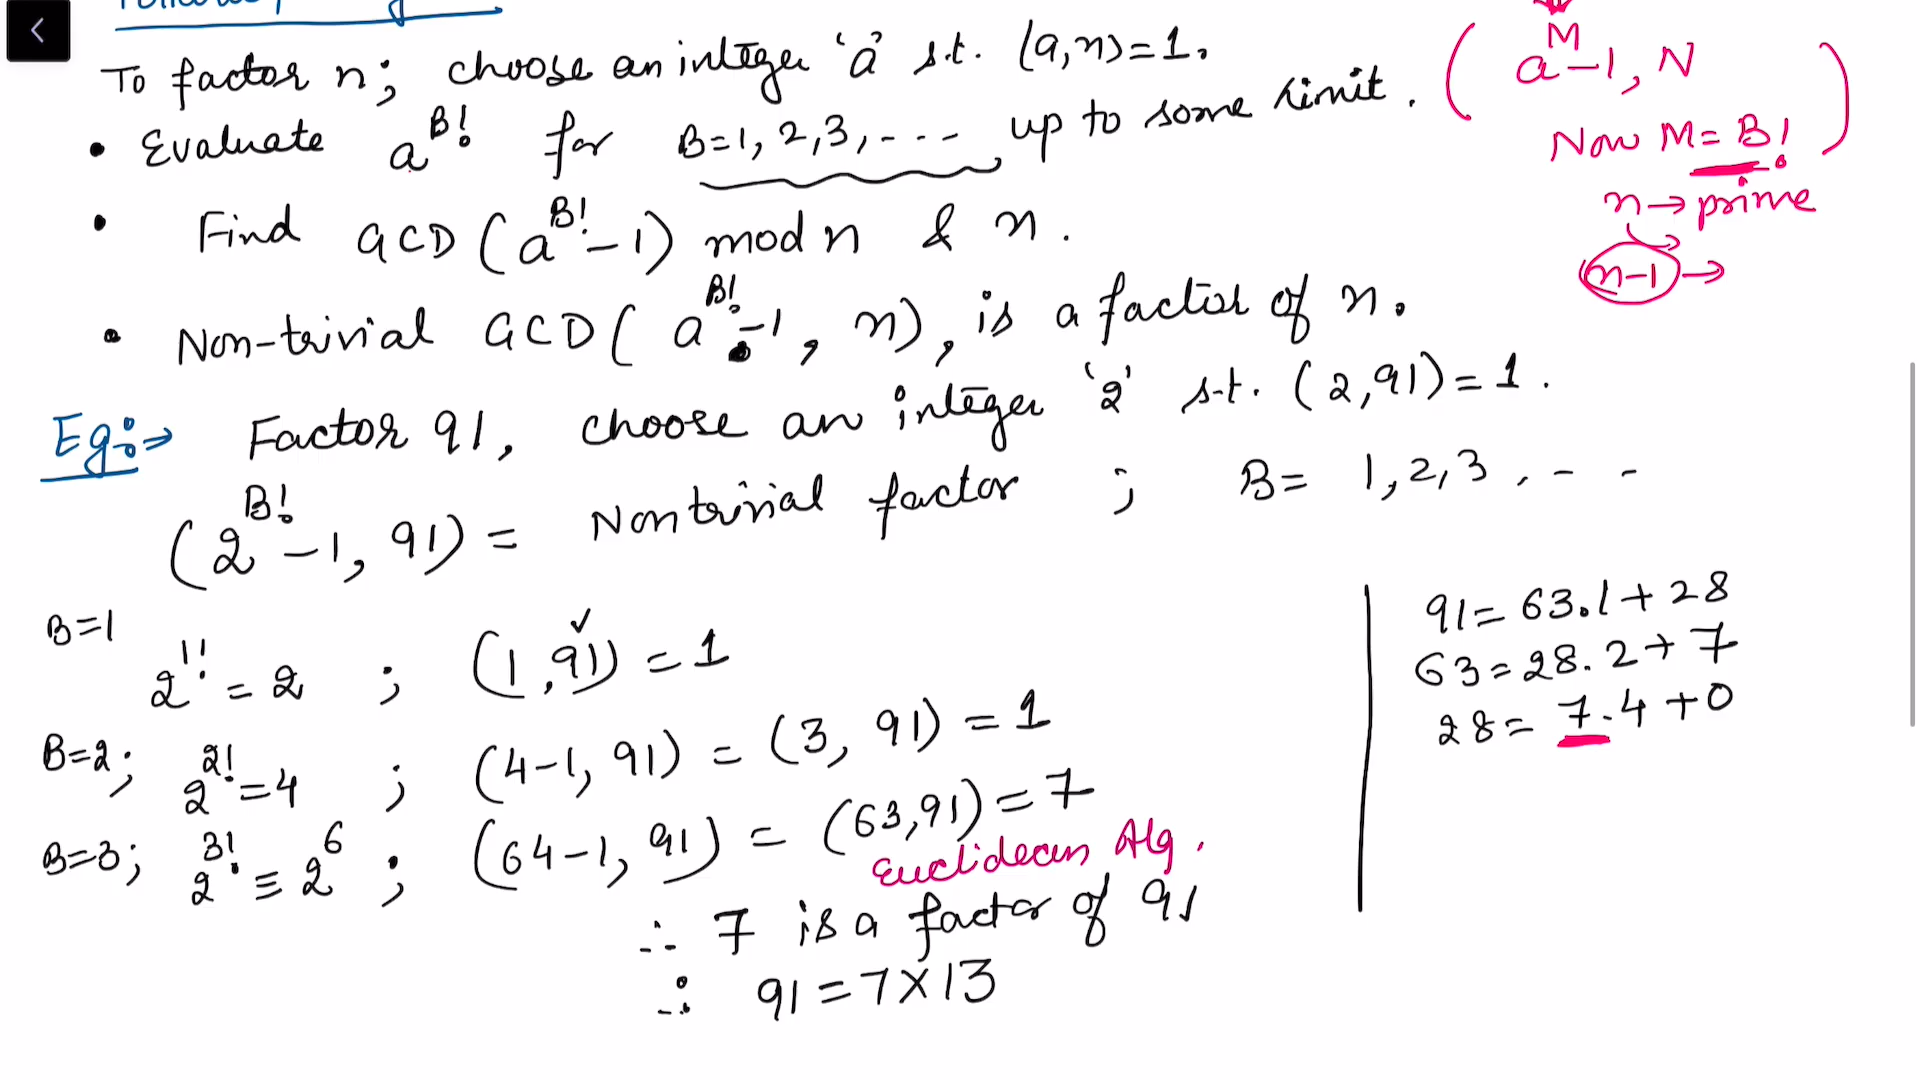 To factor n; choose an integer 'a' s.t. (a,n)=1.
• Evaluate a^B! for B=1, 2,3,--- up to some limit.
(a^M-1, N
Now M=B!)
n→prime
n-1→
• Find GCD (a^B!-1) mod n & n.
• Non-trivial GCD( a^B!-1, n), is a factor of n.
Eg:⇒ Factor 91, choose an integer '2' s.t. (2,91)=1.
(2^B!-1, 91) = Nontrivial factor ; B= 1,2,3,--
B=1
2^1! = 2 ; (1,91) = 1
B=2; 2^2!=4 ; (4-1, 91) = (3, 91) = 1
B=3; 2^3! ≡ 2^6 ; (64-1, 91) = (63,91) = 7
Euclidean Alg.
∴ 7 is a factor of 91
∴ 91 = 7×13
91= 63.1+28
63=28.2+7
28= 7.4+0